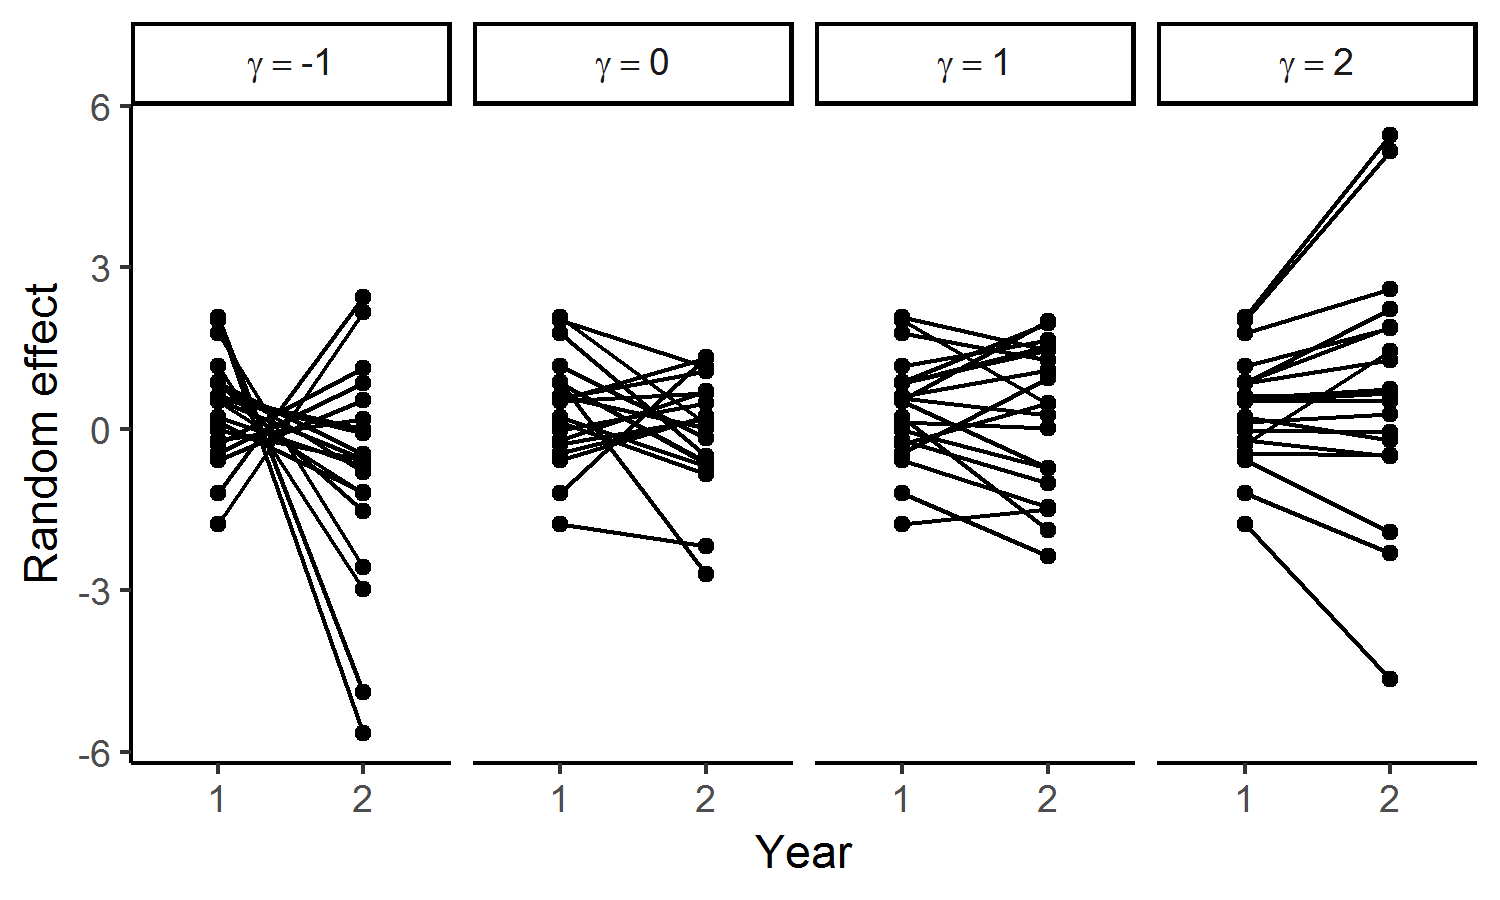 γ = -1
γ = 0
γ = 1
γ = 2
6
3
0
-3
-6
Random effect
1 2 1 2 1 2 1 2
Year